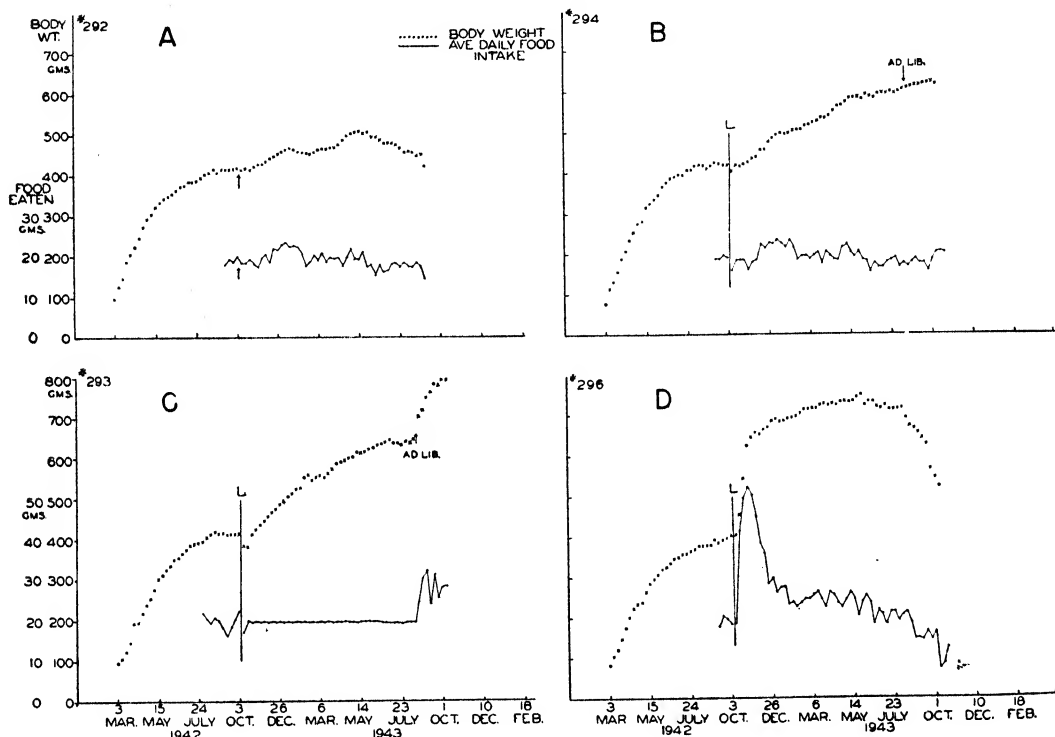 BODY WT.
#292
A
BODY WEIGHT
AVE DAILY FOOD INTAKE
700
GMS.
600
500
400
FOOD EATEN
30 300
GMS.
20 200
10 100
0 0
#294
B
AD LIB.
L
800
GMS.
#293
C
700
600
AD LIB.
50 500
GMS.
L
40 400
30 300
20 200
10 100
0 0
3 15 24 3 26 6 14 23 1 10 18
MAR. MAY JULY OCT. DEC. MAR. MAY JULY OCT. DEC. FEB.
1942 1943
#296
D
L
3 15 24 3 26 6 14 23 1 10 18
MAR. MAY JULY OCT. DEC. MAR. MAY JULY OCT. DEC. FEB.
1942 1943